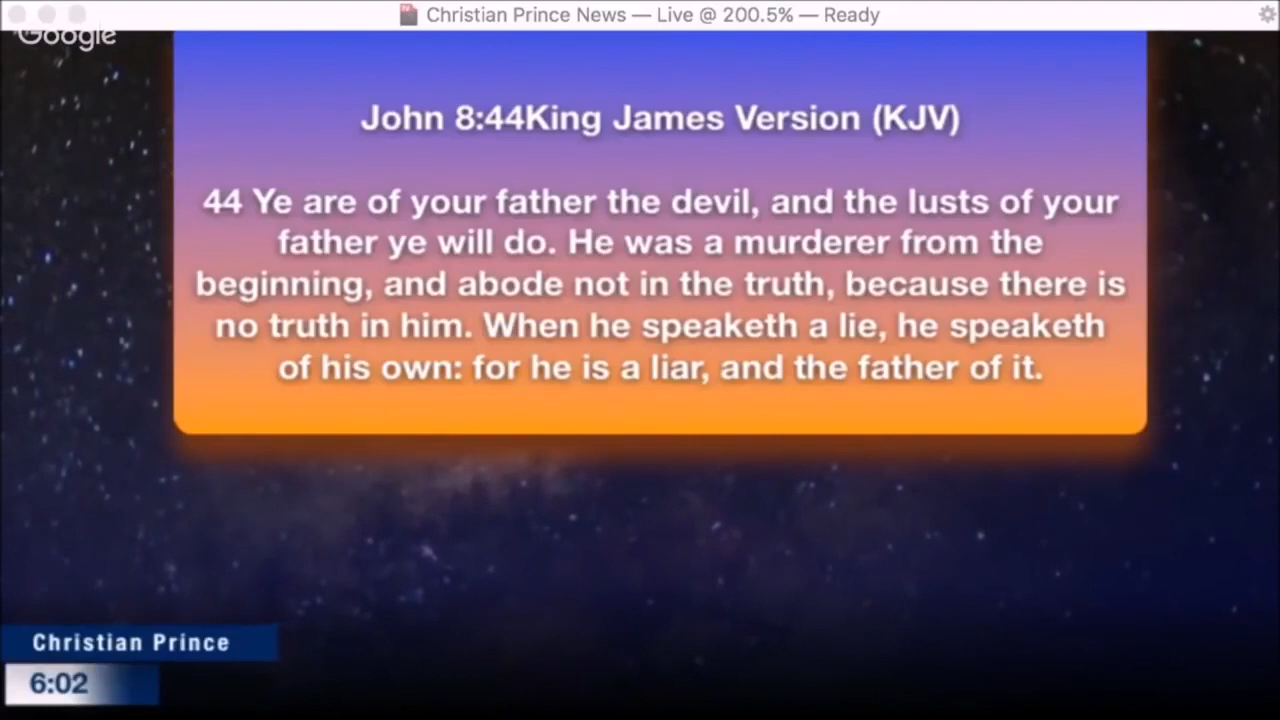 Christian Prince News — Live @ 200.5% — Ready
Google
John 8:44King James Version (KJV)
44 Ye are of your father the devil, and the lusts of your
father ye will do. He was a murderer from the
beginning, and abode not in the truth, because there is
no truth in him. When he speaketh a lie, he speaketh
of his own: for he is a liar, and the father of it.
Christian Prince
6:02